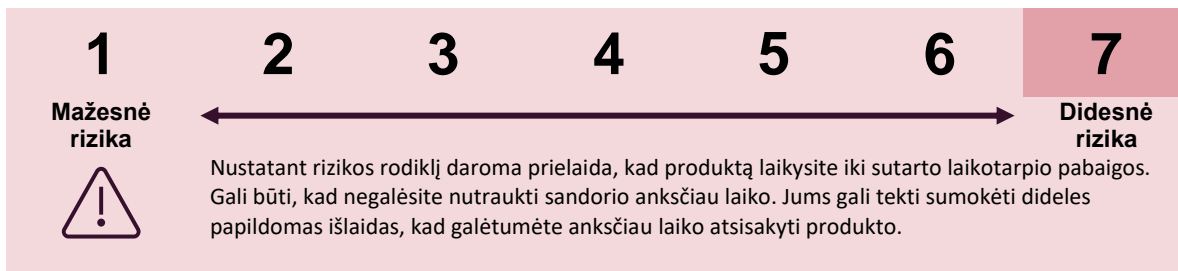 1 2 3 4 5 6 7
Mažesnė
rizika
Didesnė
rizika
Nustatant rizikos rodiklį daroma prielaida, kad produktą laikysite iki sutarto laikotarpio pabaigos.
Gali būti, kad negalėsite nutraukti sandorio anksčiau laiko. Jums gali tekti sumokėti dideles
papildomas išlaidas, kad galėtumėte anksčiau laiko atsisakyti produkto.